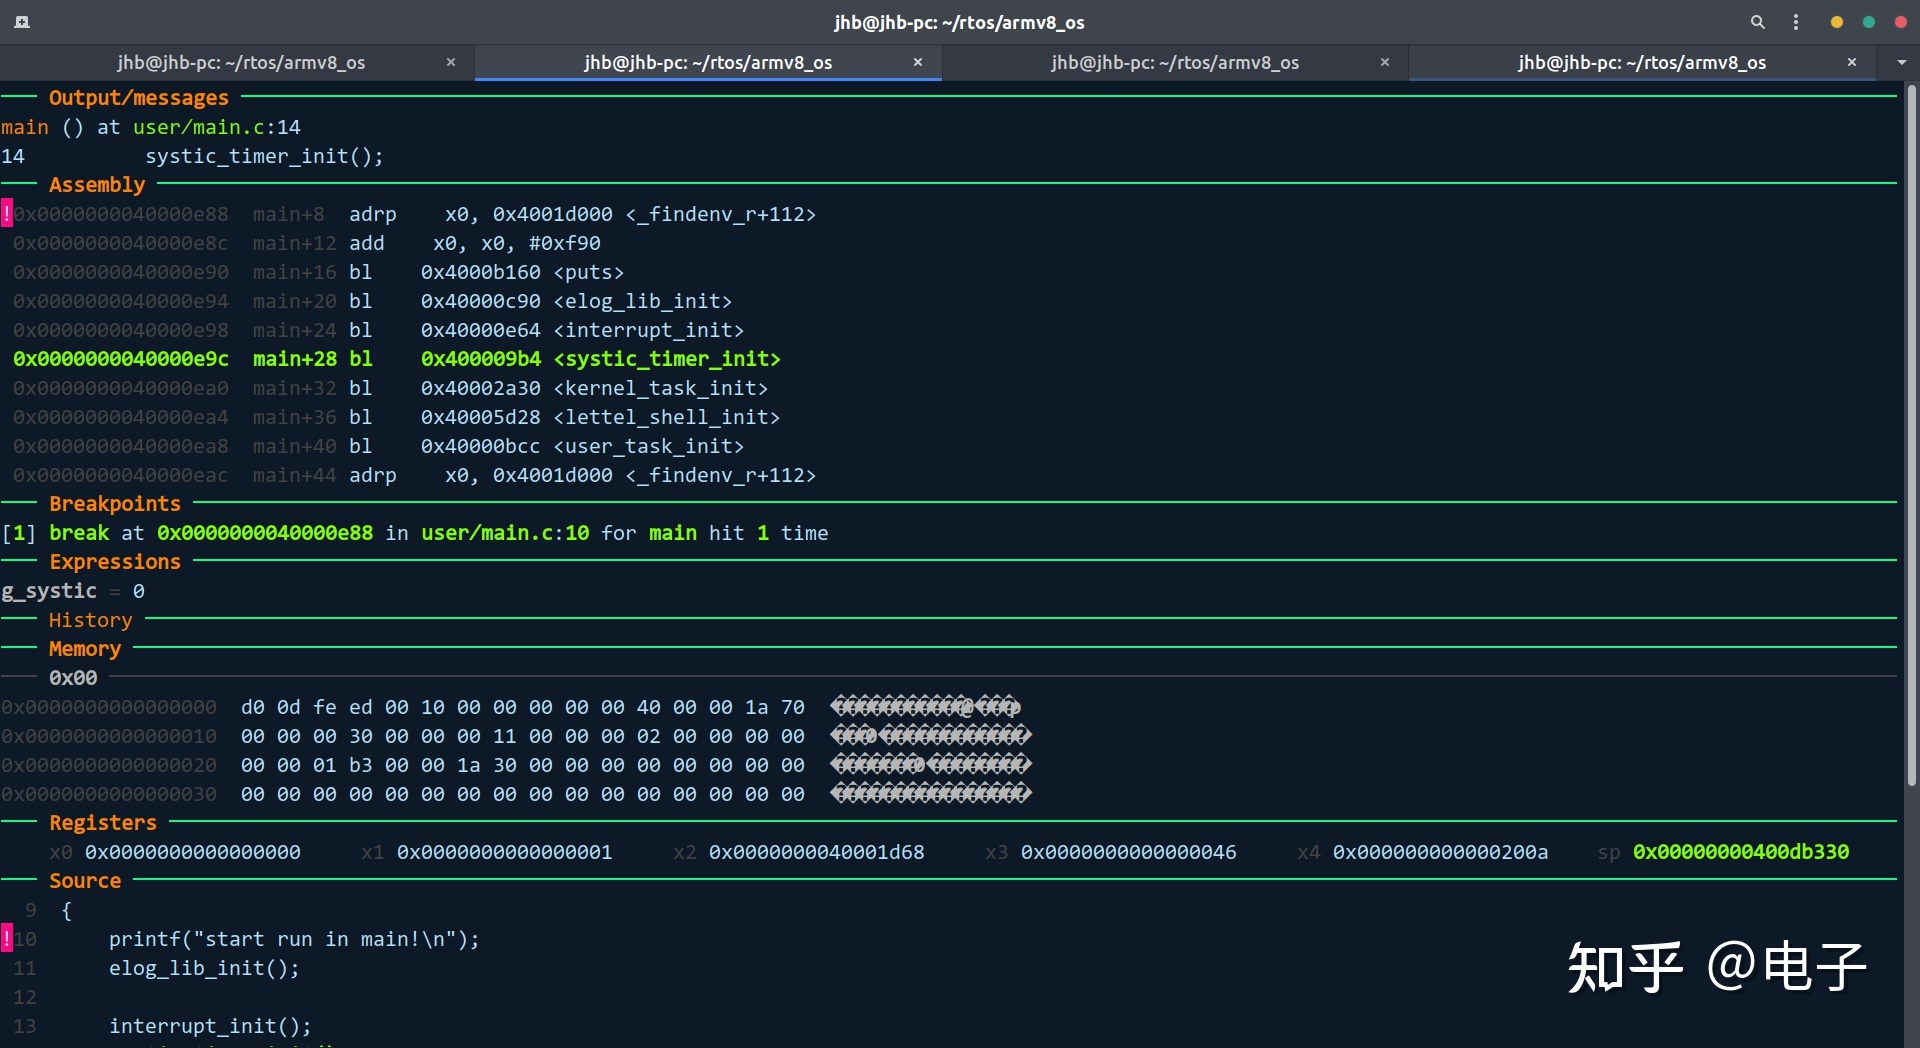 jhb@jhb-pc: ~/rtos/armv8_os
jhb@jhb-pc: ~/rtos/armv8_os × jhb@jhb-pc: ~/rtos/armv8_os × jhb@jhb-pc: ~/rtos/armv8_os × jhb@jhb-pc: ~/rtos/armv8_os ×
Output/messages
main () at user/main.c:14
14 systic_timer_init();
Assembly
!0x0000000040000e88 main+8 adrp x0, 0x4001d000 <_findenv_r+112>
0x0000000040000e8c main+12 add x0, x0, #0xf90
0x0000000040000e90 main+16 bl 0x4000b160 <puts>
0x0000000040000e94 main+20 bl 0x40000c90 <elog_lib_init>
0x0000000040000e98 main+24 bl 0x40000e64 <interrupt_init>
0x0000000040000e9c main+28 bl 0x400009b4 <systic_timer_init>
0x0000000040000ea0 main+32 bl 0x40002a30 <kernel_task_init>
0x0000000040000ea4 main+36 bl 0x40005d28 <lettel_shell_init>
0x0000000040000ea8 main+40 bl 0x40000bcc <user_task_init>
0x0000000040000eac main+44 adrp x0, 0x4001d000 <_findenv_r+112>
Breakpoints
[1] break at 0x0000000040000e88 in user/main.c:10 for main hit 1 time
Expressions
g_systic = 0
History
Memory
0x00
0x0000000000000000 d0 0d fe ed 00 10 00 00 00 00 00 40 00 00 1a 70
0x0000000000000010 00 00 00 30 00 00 00 11 00 00 00 02 00 00 00 00
0x0000000000000020 00 00 01 b3 00 00 1a 30 00 00 00 00 00 00 00 00
0x0000000000000030 00 00 00 00 00 00 00 00 00 00 00 00 00 00 00 00
Registers
x0 0x0000000000000000 x1 0x0000000000000001 x2 0x0000000040001d68 x3 0x0000000000000046 x4 0x000000000000200a sp 0x00000000400db330
Source
9 {
!10 printf("start run in main!\n");
11 elog_lib_init();
12
13 interrupt_init();
知乎 @电子